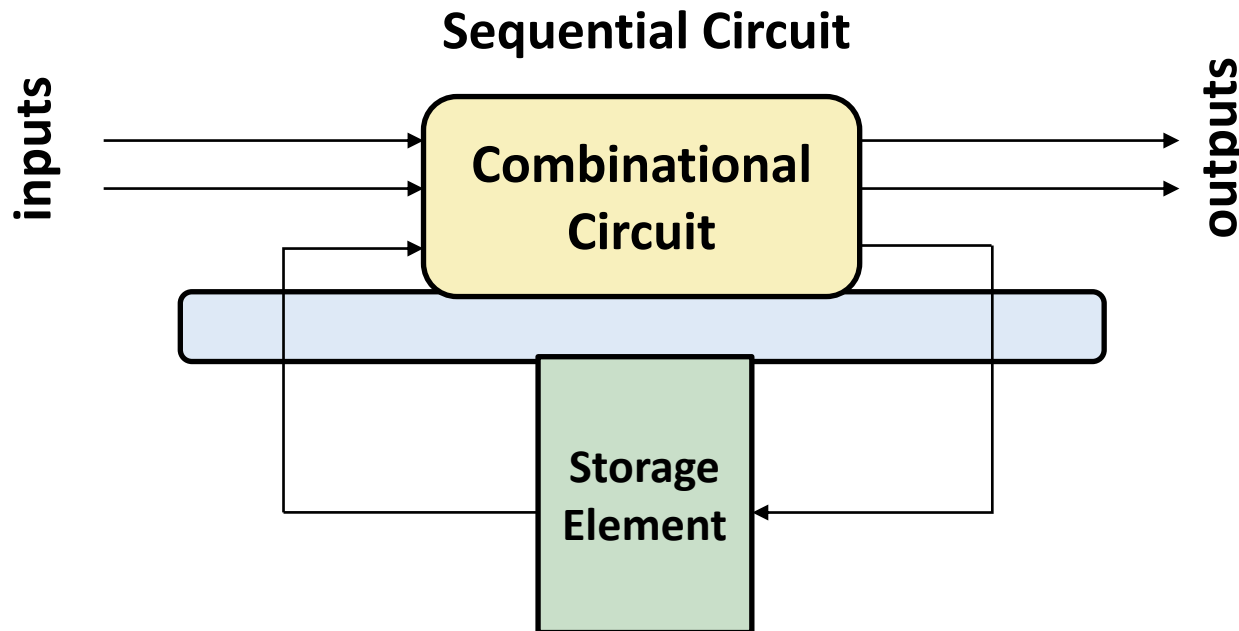 Sequential Circuit
inputs
Combinational
Circuit
outputs
Storage
Element